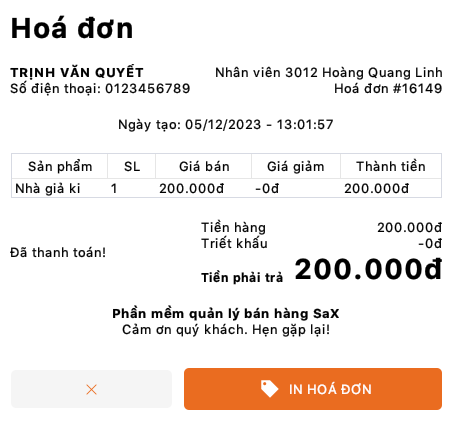 Hoá đơn
TRỊNH VĂN QUYẾT
Nhân viên 3012 Hoàng Quang Linh
Số điện thoại: 0123456789
Hoá đơn #16149
Ngày tạo: 05/12/2023 - 13:01:57
Sản phẩm SL Giá bán Giá giảm Thành tiền
Nhà giả ki 1 200.000đ -0đ 200.000đ
Tiền hàng 200.000đ
Triết khấu -0đ
Đã thanh toán!
Tiền phải trả 200.000đ
Phần mềm quản lý bán hàng SaX
Cảm ơn quý khách. Hẹn gặp lại!
IN HOÁ ĐƠN